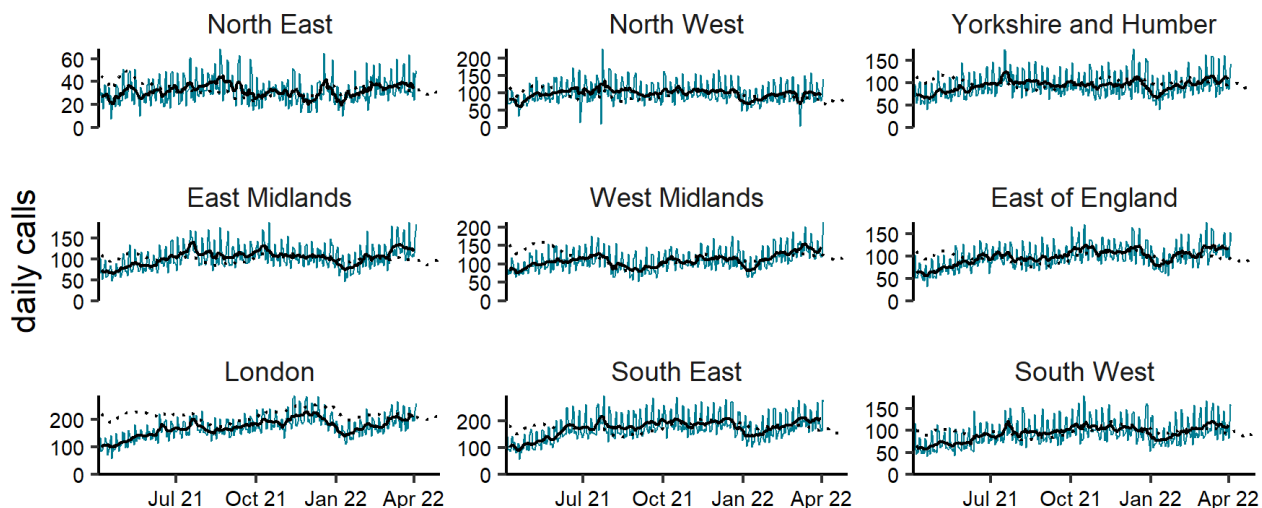 North East
60
40
20
0
North West
200
150
100
50
0
Yorkshire and Humber
150
100
50
0
daily calls
East Midlands
150
100
50
0
West Midlands
200
150
100
50
0
East of England
150
100
50
0
London
200
100
0
Jul 21 Oct 21 Jan 22 Apr 22
South East
200
100
0
Jul 21 Oct 21 Jan 22 Apr 22
South West
150
100
50
0
Jul 21 Oct 21 Jan 22 Apr 22